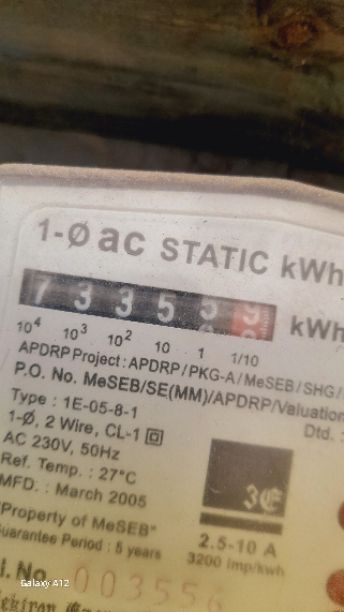 1-Ø ac STATIC kWh
7 3 3 5
kWh
10⁴ 10³ 10² 10 1 1/10
APDRP Project : APDRP/PKG-A/MeSEB/SHG/
P.O. No. MeSEB/SE(MM)/APDRP/Valuation
Dtd. :
Type : 1E-05-8-1
1-Ø, 2 Wire, CL-1
AC 230V, 50Hz
Ref. Temp. : 27°C
MFD. : March 2005
"Property of MeSEB"
Guarantee Period : 5 years
3E
2.5-10 A
3200 imp/kwh
l. No. 003556
Galaxy A12